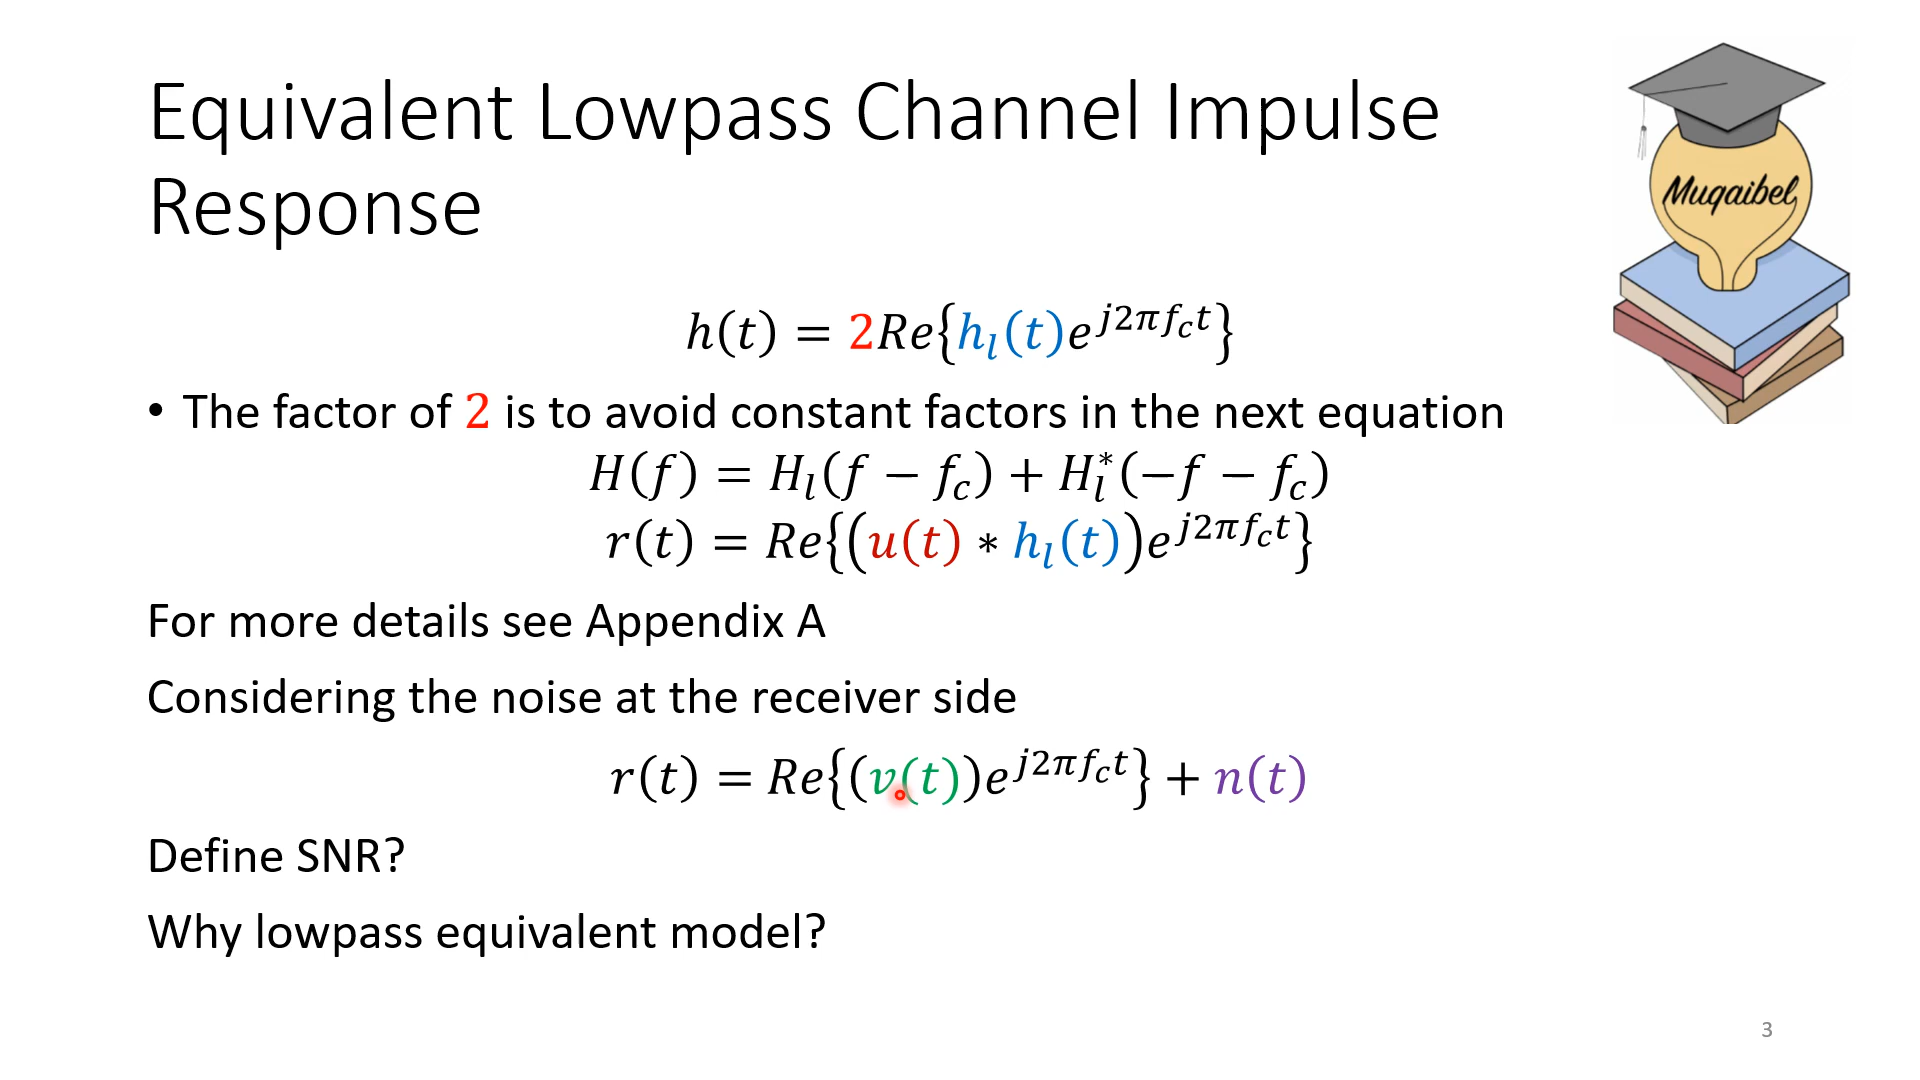 Equivalent Lowpass Channel Impulse
Response
Muqaibel
h(t) = 2Re{h_l(t)e^{j2πf_c t}}
• The factor of 2 is to avoid constant factors in the next equation
H(f) = H_l(f − f_c) + H_l^*(−f − f_c)
r(t) = Re{(u(t) ∗ h_l(t))e^{j2πf_c t}}
For more details see Appendix A
Considering the noise at the receiver side
r(t) = Re{(v(t))e^{j2πf_c t}} + n(t)
Define SNR?
Why lowpass equivalent model?
3